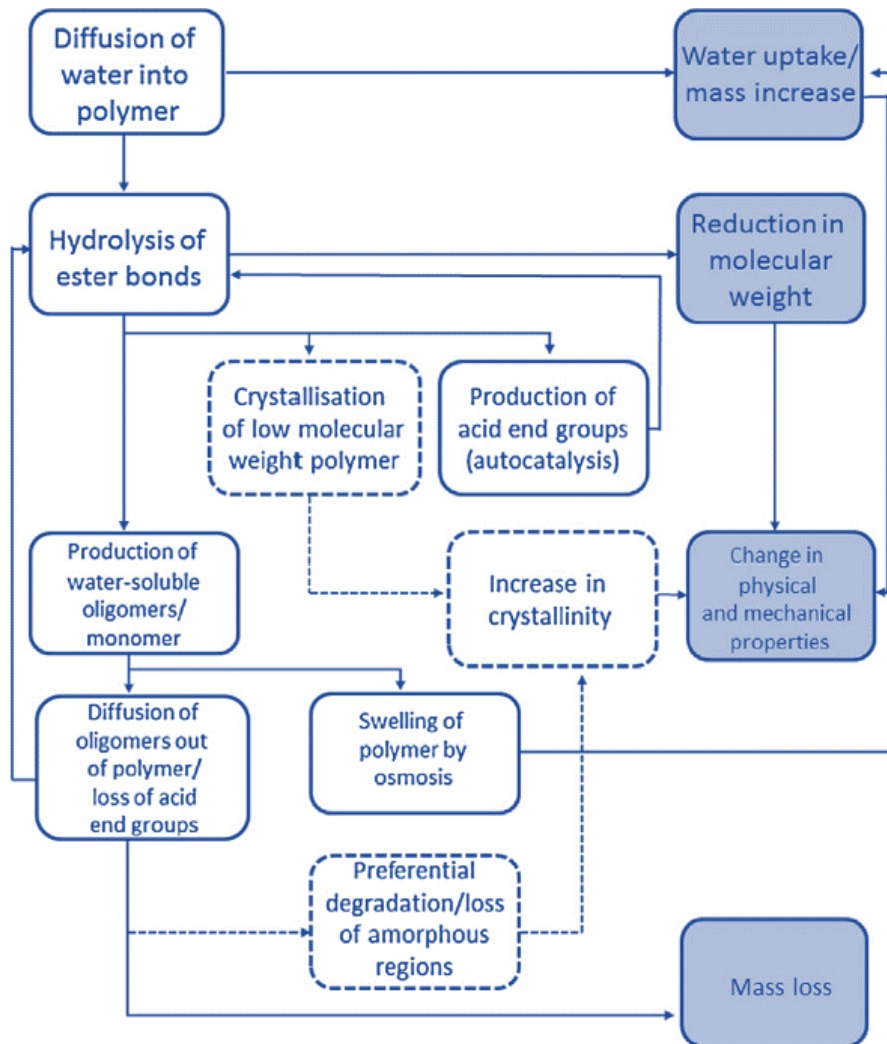 Diffusion of
water into
polymer
Water uptake/
mass increase
Hydrolysis of
ester bonds
Reduction in
molecular
weight
Crystallisation
of low molecular
weight polymer
Production of
acid end groups
(autocatalysis)
Production of
water-soluble
oligomers/
monomer
Increase in
crystallinity
Change in
physical
and mechanical
properties
Diffusion of
oligomers out
of polymer/
loss of acid
end groups
Swelling of
polymer by
osmosis
Preferential
degradation/loss
of amorphous
regions
Mass loss